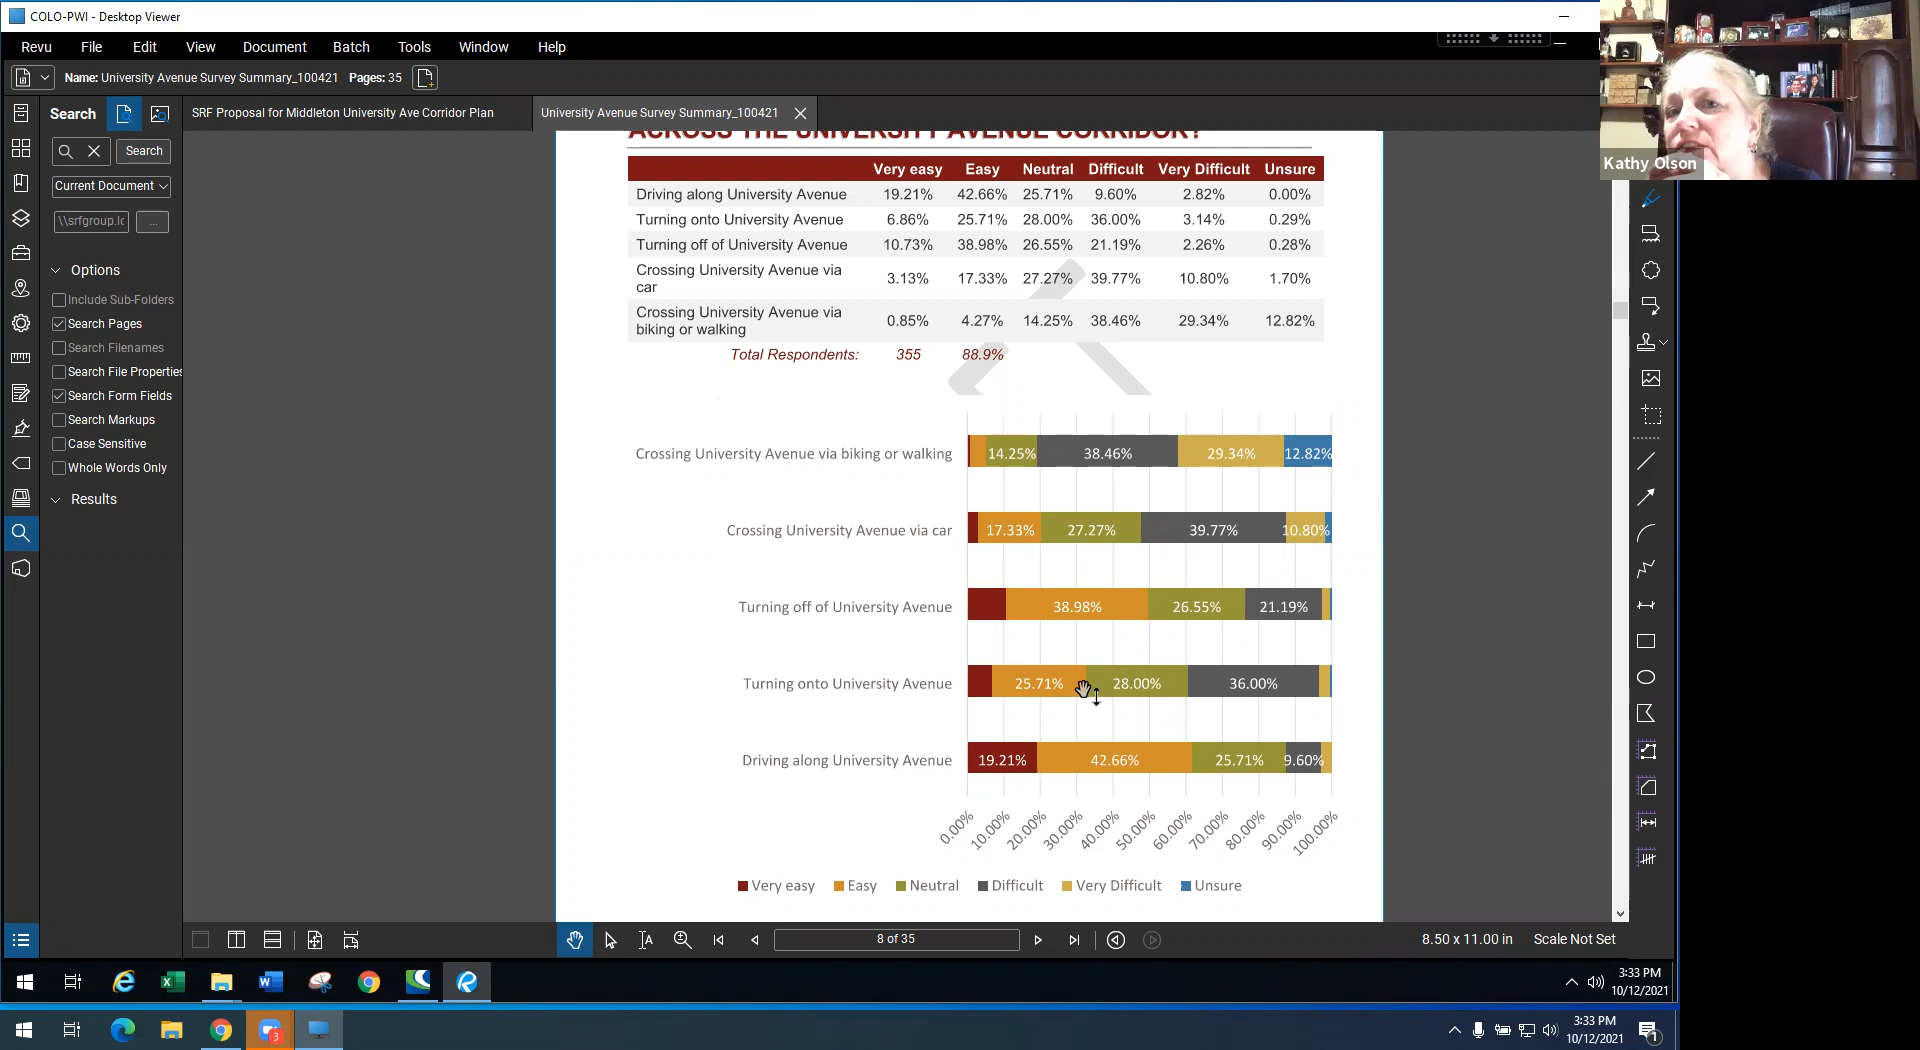 COLO-PWI - Desktop Viewer
Revu File Edit View Document Batch Tools Window Help
Name: University Avenue Survey Summary_100421 Pages: 35
Search
SRF Proposal for Middleton University Ave Corridor Plan
University Avenue Survey Summary_100421
Search
Current Document
\\srfgroup.lc
...
Options
Include Sub-Folders
Search Pages
Search Filenames
Search File Properties
Search Form Fields
Search Markups
Case Sensitive
Whole Words Only
Results
Kathy Olson
ACROSS THE UNIVERSITY AVENUE CORRIDOR?
Very easy Easy Neutral Difficult Very Difficult Unsure
Driving along University Avenue 19.21% 42.66% 25.71% 9.60% 2.82% 0.00%
Turning onto University Avenue 6.86% 25.71% 28.00% 36.00% 3.14% 0.29%
Turning off of University Avenue 10.73% 38.98% 26.55% 21.19% 2.26% 0.28%
Crossing University Avenue via
car 3.13% 17.33% 27.27% 39.77% 10.80% 1.70%
Crossing University Avenue via
biking or walking 0.85% 4.27% 14.25% 38.46% 29.34% 12.82%
Total Respondents: 355 88.9%
Crossing University Avenue via biking or walking 14.25% 38.46% 29.34% 12.82%
Crossing University Avenue via car 17.33% 27.27% 39.77% 10.80%
Turning off of University Avenue 38.98% 26.55% 21.19%
Turning onto University Avenue 25.71% 28.00% 36.00%
Driving along University Avenue 19.21% 42.66% 25.71% 9.60%
0.00% 10.00% 20.00% 30.00% 40.00% 50.00% 60.00% 70.00% 80.00% 90.00% 100.00%
Very easy Easy Neutral Difficult Very Difficult Unsure
8 of 35
8.50 x 11.00 in Scale Not Set
3:33 PM
10/12/2021
3
3:33 PM
10/12/2021
1